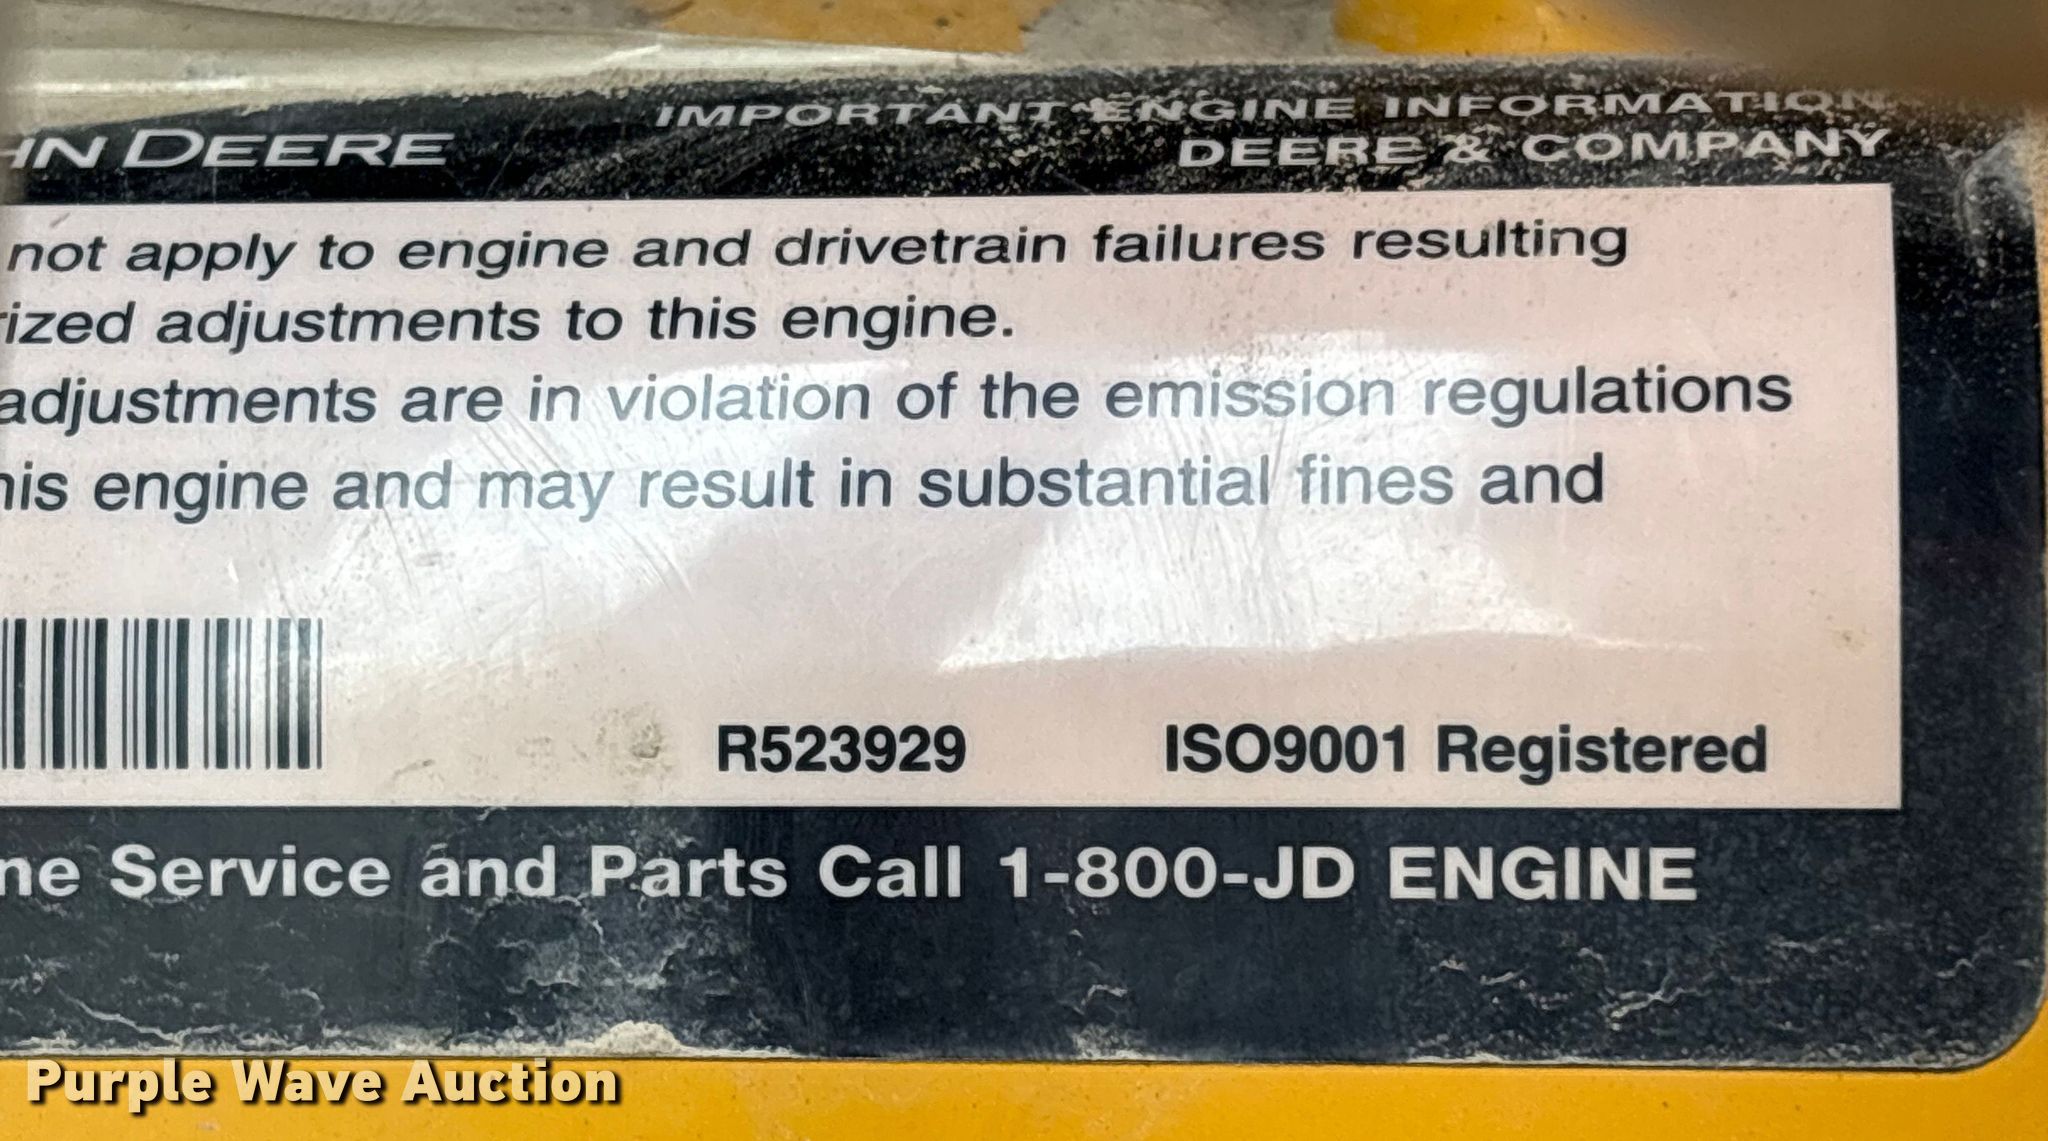 IMPORTANT ENGINE INFORMATION
HN DEERE
DEERE & COMPANY
not apply to engine and drivetrain failures resulting
rized adjustments to this engine.
adjustments are in violation of the emission regulations
his engine and may result in substantial fines and
R523929 ISO9001 Registered
ne Service and Parts Call 1-800-JD ENGINE
Purple Wave Auction